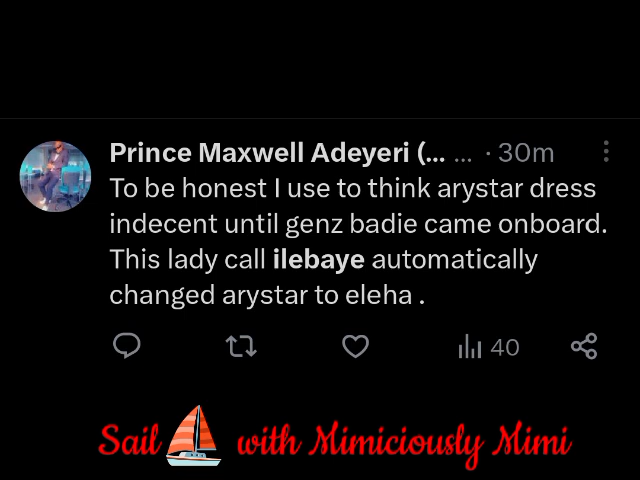 Prince Maxwell Adeyeri (... ... · 30m
To be honest I use to think arystar dress
indecent until genz badie came onboard.
This lady call ilebaye automatically
changed arystar to eleha .
40
Sail with Mimiciously Mimi